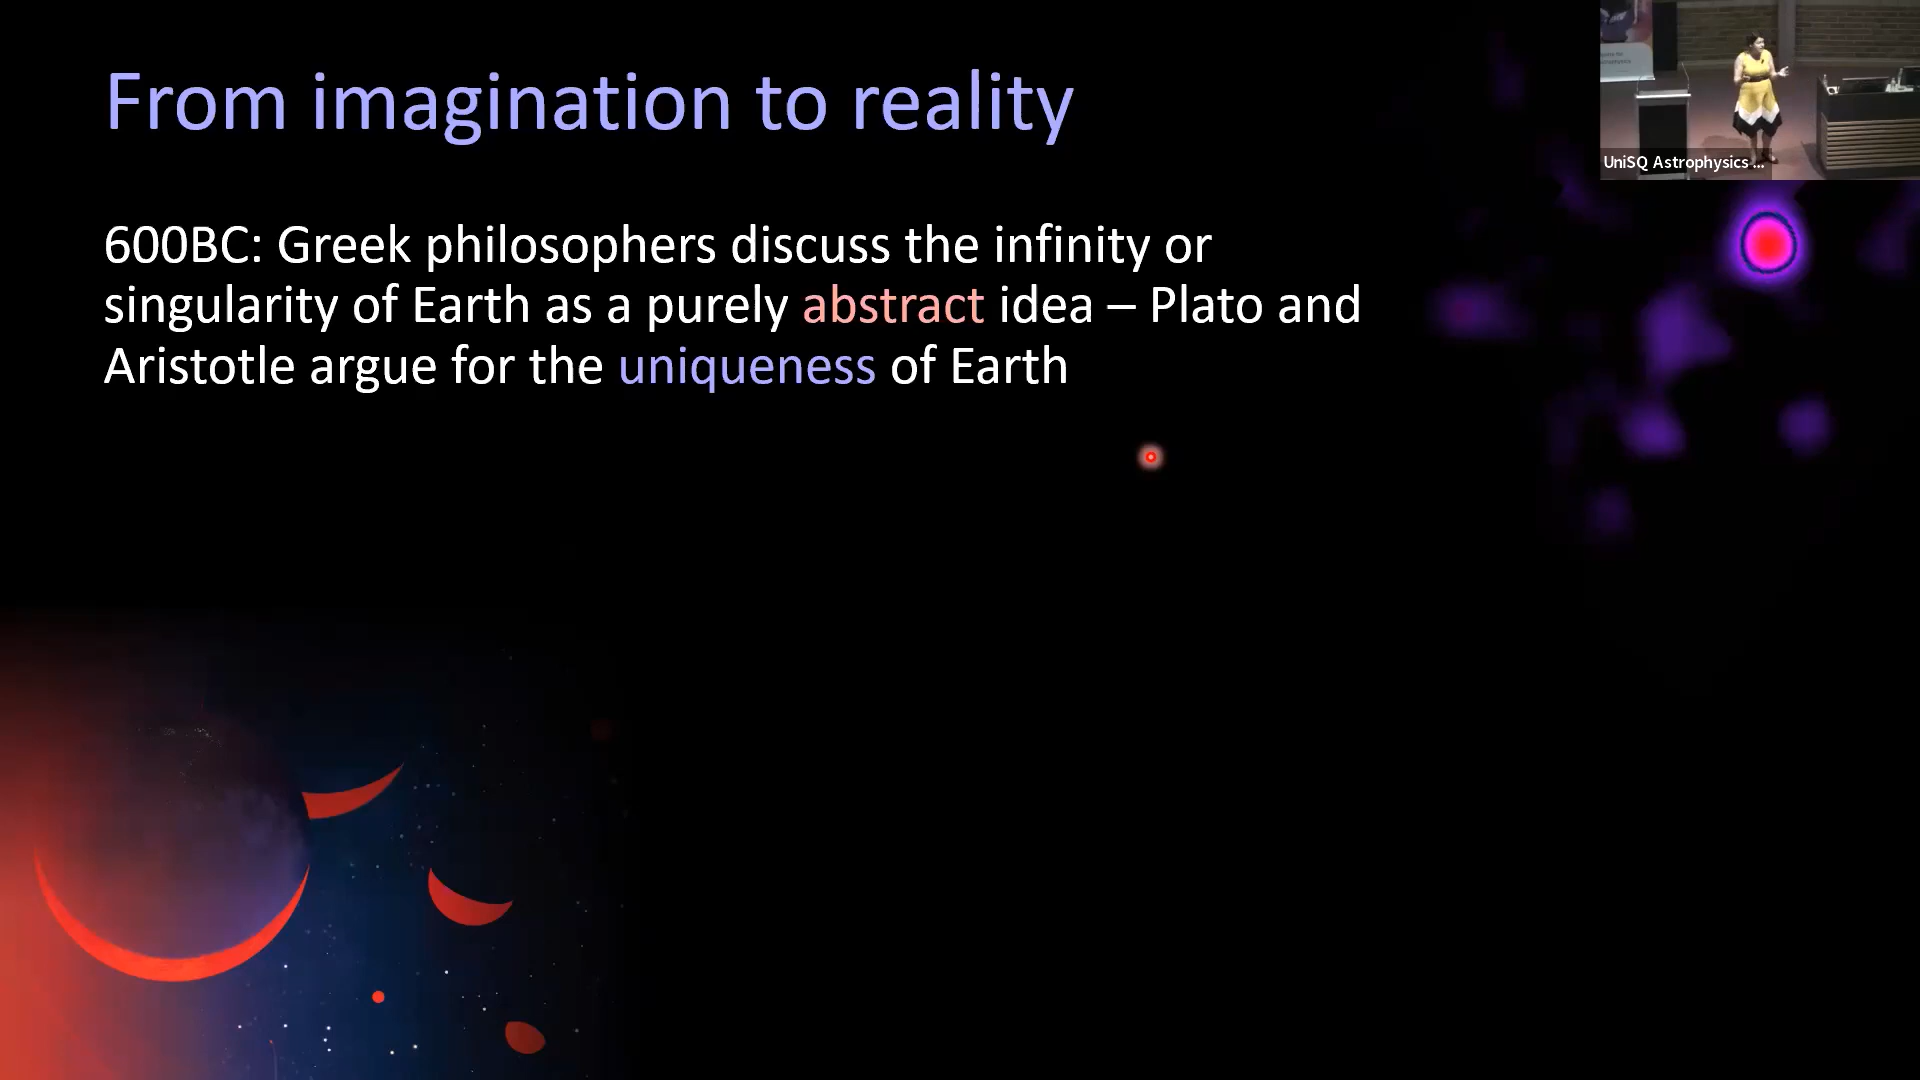 From imagination to reality
600BC: Greek philosophers discuss the infinity or
singularity of Earth as a purely abstract idea – Plato and
Aristotle argue for the uniqueness of Earth
UniSQ Astrophysics ...